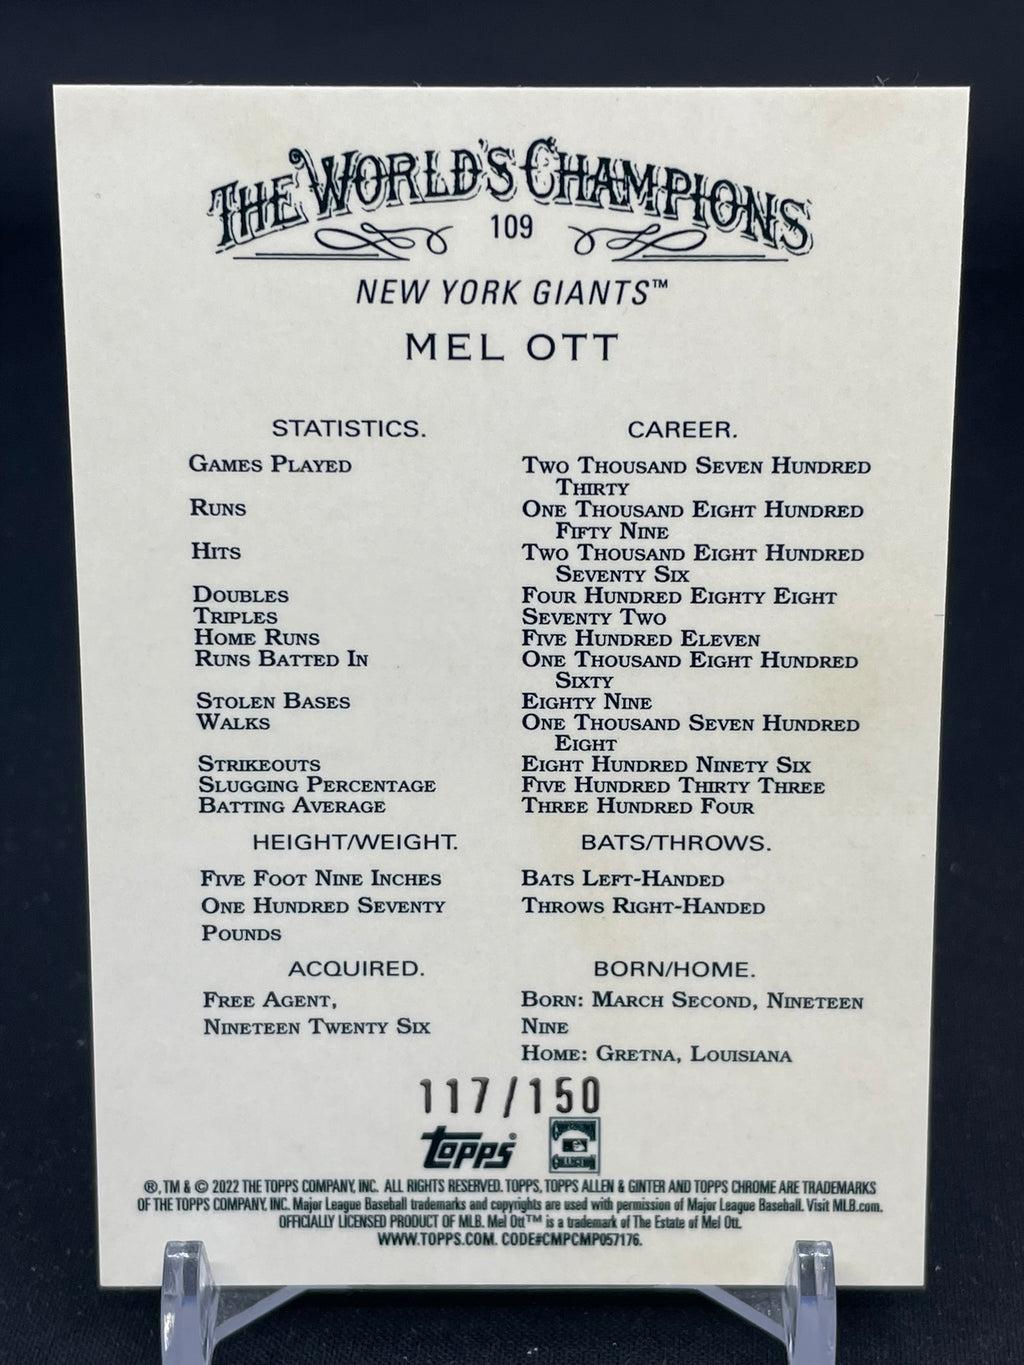 THE WORLD'S CHAMPIONS
109
NEW YORK GIANTS™
MEL OTT
STATISTICS. CAREER.
GAMES PLAYED TWO THOUSAND SEVEN HUNDRED
THIRTY
RUNS ONE THOUSAND EIGHT HUNDRED
FIFTY NINE
HITS TWO THOUSAND EIGHT HUNDRED
SEVENTY SIX
DOUBLES FOUR HUNDRED EIGHTY EIGHT
TRIPLES SEVENTY TWO
HOME RUNS FIVE HUNDRED ELEVEN
RUNS BATTED IN ONE THOUSAND EIGHT HUNDRED
SIXTY
STOLEN BASES EIGHTY NINE
WALKS ONE THOUSAND SEVEN HUNDRED
EIGHT
STRIKEOUTS EIGHT HUNDRED NINETY SIX
SLUGGING PERCENTAGE FIVE HUNDRED THIRTY THREE
BATTING AVERAGE THREE HUNDRED FOUR
HEIGHT/WEIGHT. BATS/THROWS.
FIVE FOOT NINE INCHES BATS LEFT-HANDED
ONE HUNDRED SEVENTY THROWS RIGHT-HANDED
POUNDS
ACQUIRED. BORN/HOME.
FREE AGENT, BORN: MARCH SECOND, NINETEEN
NINETEEN TWENTY SIX NINE
HOME: GRETNA, LOUISIANA
117/150
topps® COOPERSTOWN COLLECTION
®, TM & © 2022 THE TOPPS COMPANY, INC. ALL RIGHTS RESERVED. TOPPS, TOPPS ALLEN & GINTER AND TOPPS CHROME ARE TRADEMARKS
OF THE TOPPS COMPANY, INC. Major League Baseball trademarks and copyrights are used with permission of Major League Baseball. Visit MLB.com.
OFFICIALLY LICENSED PRODUCT OF MLB. Mel Ott™ is a trademark of The Estate of Mel Ott.
WWW.TOPPS.COM. CODE#CMPCMP057176.